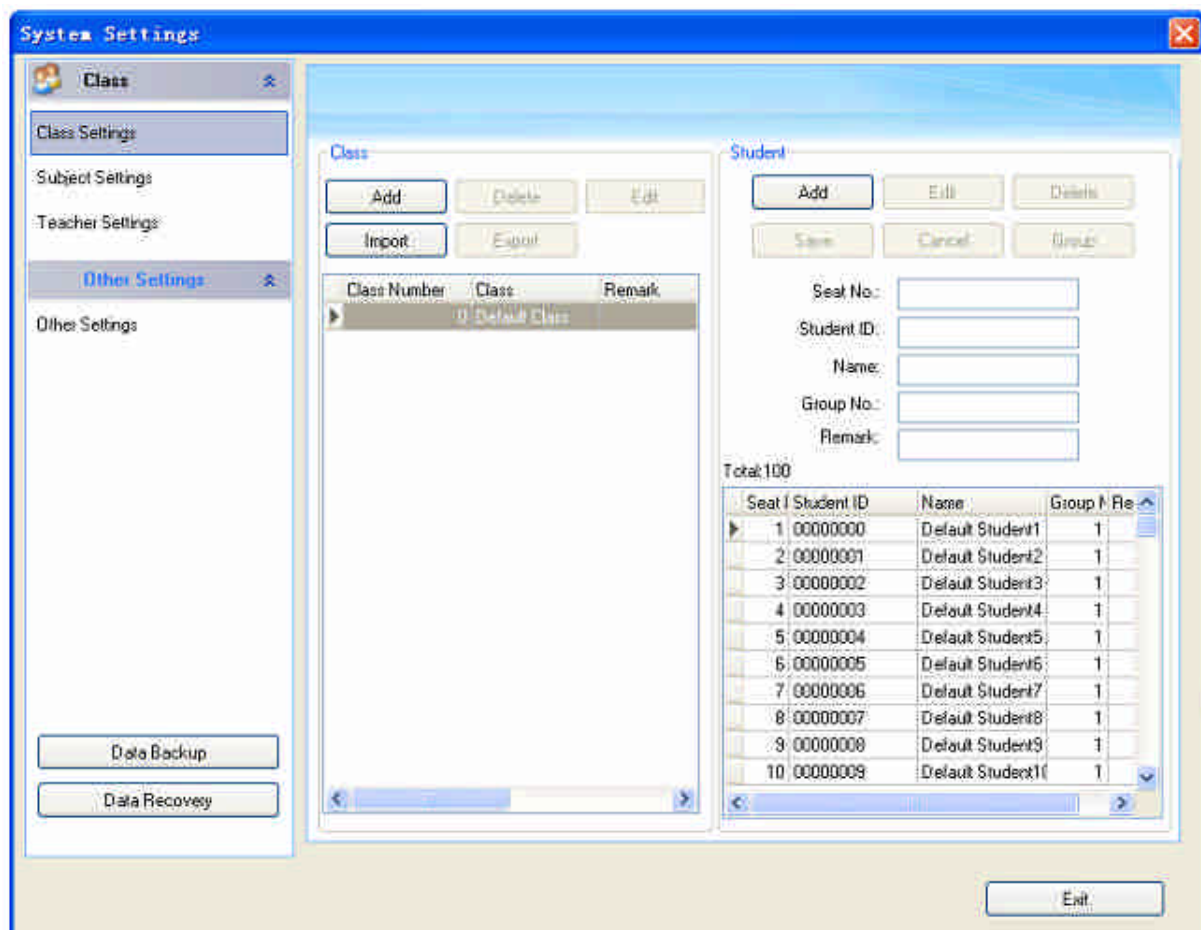 System Settings
Class
Class Settings
Subject Settings
Teacher Settings
Other Settings
Other Settings
Data Backup
Data Recovery
Class
Add Delete Edit
Import Export
Class Number Class Remark
0 Default Class
Student
Add Edit Delete
Save Cancel Group
Seat No.:
Student ID:
Name:
Group No.:
Remark:
Total:100
Seat Student ID Name Group N Re
1 00000000 Default Student1 1
2 00000001 Default Student2 1
3 00000002 Default Student3 1
4 00000003 Default Student4 1
5 00000004 Default Student5 1
6 00000005 Default Student6 1
7 00000006 Default Student7 1
8 00000007 Default Student8 1
9 00000008 Default Student9 1
10 00000009 Default Student10 1
Exit